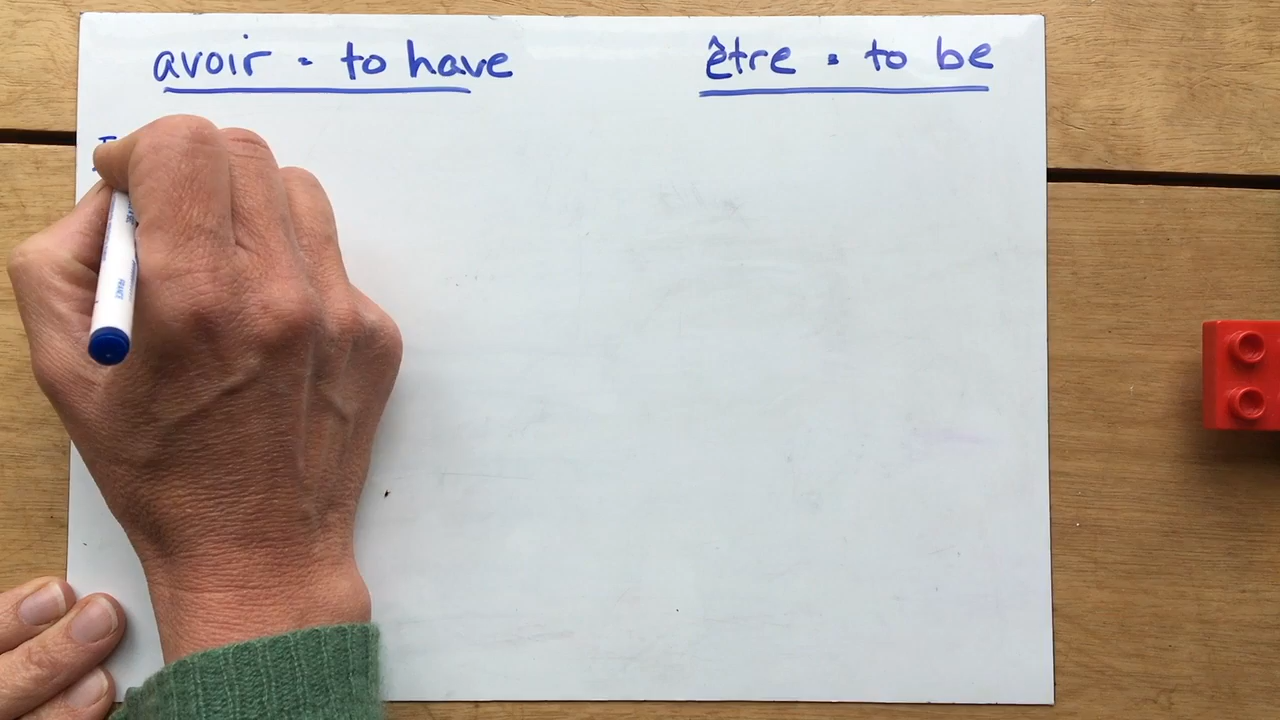 avoir = to have
être = to be